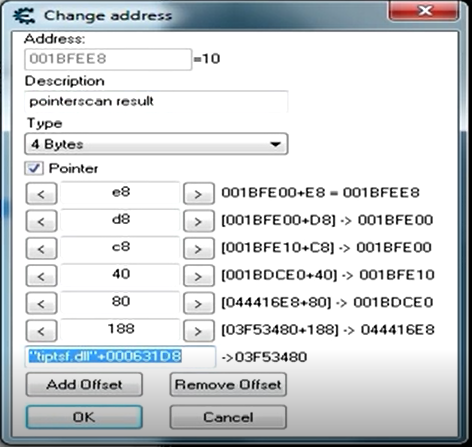 Change address
Address:
001BFEE8 =10
Description
pointerscan result
Type
4 Bytes
Pointer
< e8 > 001BFE00+E8 = 001BFEE8
< d8 > [001BFE00+D8] -> 001BFE00
< c8 > [001BFE10+C8] -> 001BFE00
< 40 > [001BDCE0+40] -> 001BFE10
< 80 > [044416E8+80] -> 001BDCE0
< 188 > [03F53480+188] -> 044416E8
"tiptsf.dll"+000631D8 ->03F53480
Add Offset Remove Offset
OK Cancel